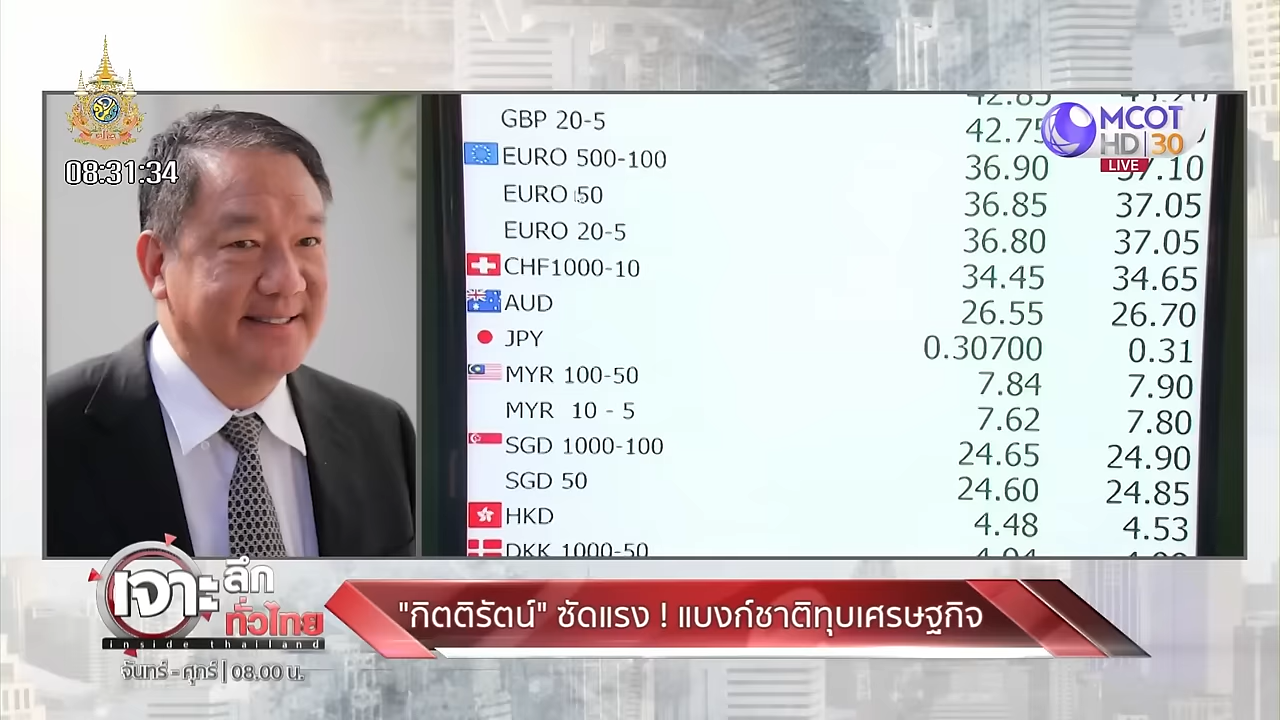 08:31:34
MCOT
HD 30
LIVE
GBP 20-5 42.75
EURO 500-100 36.90 37.10
EURO 50 36.85 37.05
EURO 20-5 36.80 37.05
CHF1000-10 34.45 34.65
AUD 26.55 26.70
JPY 0.30700 0.31
MYR 100-50 7.84 7.90
MYR 10 - 5 7.62 7.80
SGD 1000-100 24.65 24.90
SGD 50 24.60 24.85
HKD 4.48 4.53
DKK 1000-50
เจาะลึก
ทั่วไทย
inside thailand
จันทร์ - ศุกร์ | 08.00 น.
"กิตติรัตน์" ซัดแรง ! แบงก์ชาติทุบเศรษฐกิจ